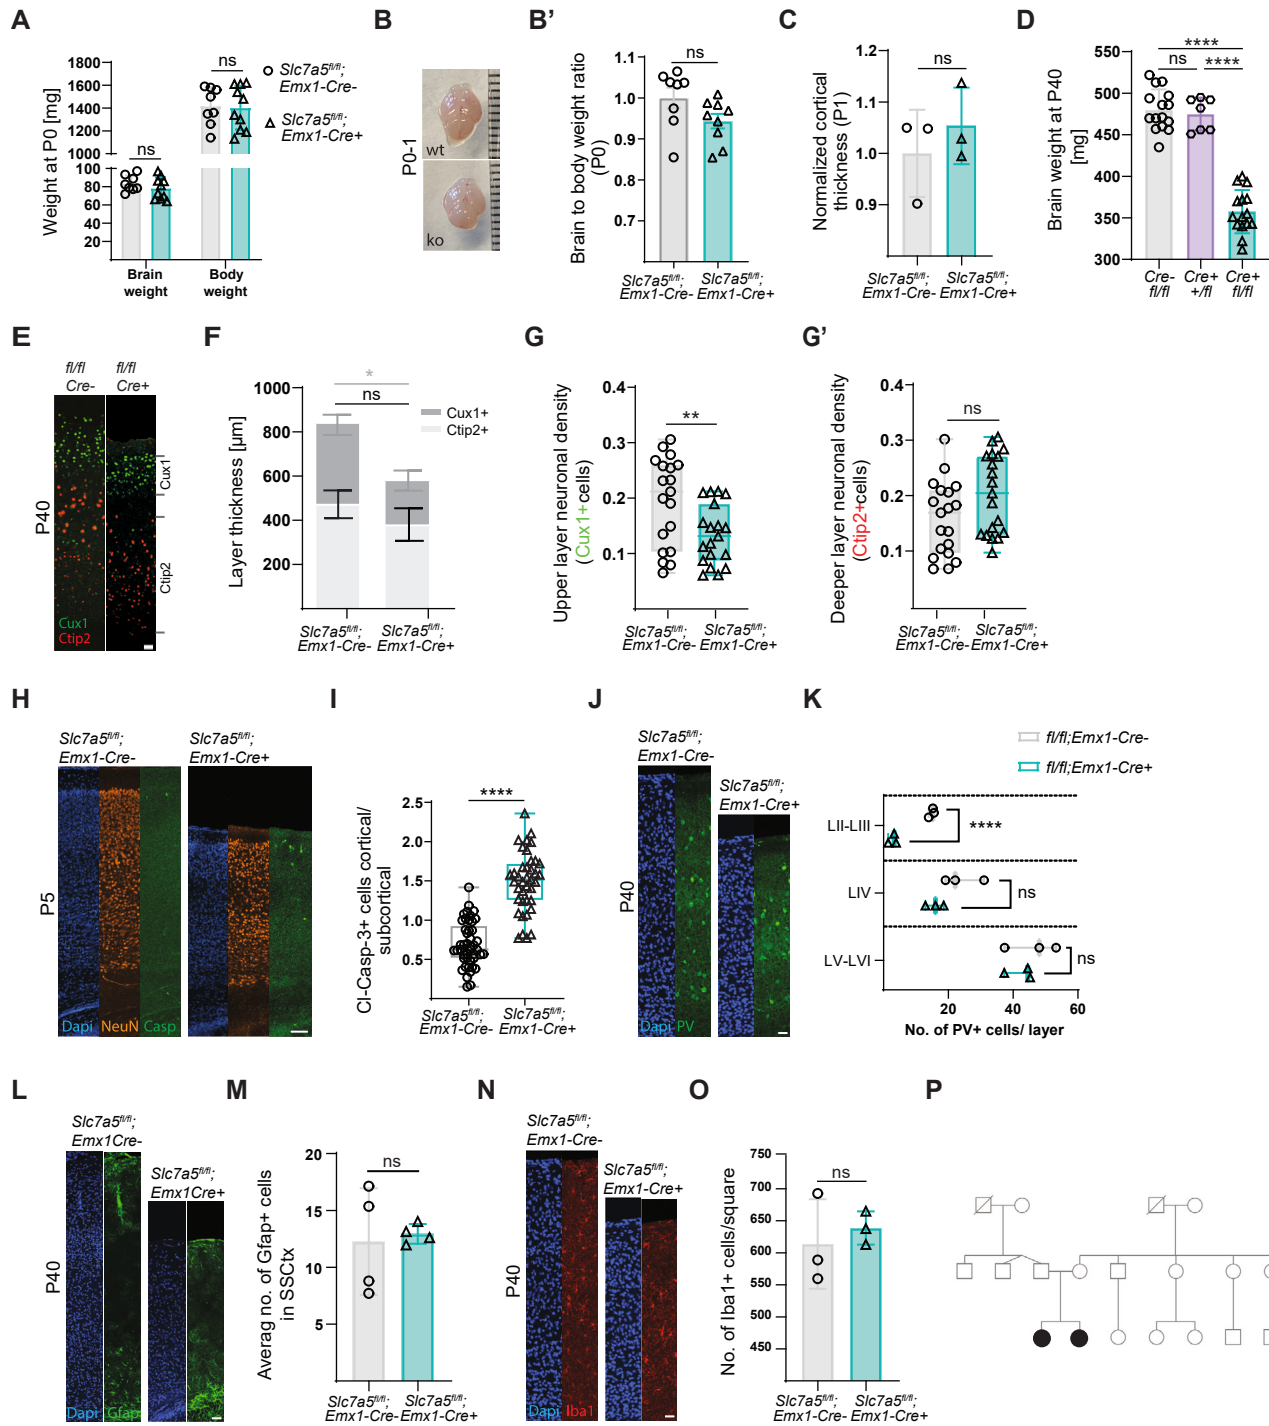 A
Weight at P0 [mg]
1800
1600
1400
1200
1000
100
80
60
40
20
ns
ns
Slc7a5fl/fl;
Emx1-Cre-
Slc7a5fl/fl;
Emx1-Cre+
Brain
weight
Body
weight
B
P0-1
wt
ko
B’
Brain to body weight ratio
(P0)
1.1
1.0
0.9
1.0
0.7
ns
Slc7a5fl/fl;
Emx1-Cre-
Slc7a5fl/fl;
Emx1-Cre+
C
Normalized cortical
thickness (P1)
1.2
1.1
1.0
0.9
ns
Slc7a5fl/fl;
Emx1-Cre-
Slc7a5fl/fl;
Emx1-Cre+
D
Brain weight at P40
[mg]
550
500
450
400
350
300
****
ns
****
Cre-
fl/fl
Cre+
+/fl
Cre+
fl/fl
E
P40
fl/fl
Cre-
fl/fl
Cre+
Cux1
Ctip2
Cux1
Ctip2
F
Layer thickness [µm]
1000
800
600
400
200
*
ns
Cux1+
Ctip2+
Slc7a5fl/fl;
Emx1-Cre-
Slc7a5fl/fl;
Emx1-Cre+
G
Upper layer neuronal density
(Cux1+cells)
0.4
0.3
0.2
0.1
**
Slc7a5fl/fl;
Emx1-Cre-
Slc7a5fl/fl;
Emx1-Cre+
G’
Deeper layer neuronal density
(Ctip2+cells)
0.4
0.3
0.2
0.1
ns
Slc7a5fl/fl;
Emx1-Cre-
Slc7a5fl/fl;
Emx1-Cre+
H
P5
Slc7a5fl/fl;
Emx1-Cre-
Slc7a5fl/fl;
Emx1-Cre+
Dapi
NeuN
Casp
I
Cl-Casp-3+ cells cortical/
subcortical
2.5
2.0
1.5
1.0
0.5
****
Slc7a5fl/fl;
Emx1-Cre-
Slc7a5fl/fl;
Emx1-Cre+
J
P40
Slc7a5fl/fl;
Emx1-Cre-
Slc7a5fl/fl;
Emx1-Cre+
Dapi
PV
K
fl/fl;Emx1-Cre-
fl/fl;Emx1-Cre+
LII-LIII
LIV
LV-LVI
****
ns
ns
20
40
60
No. of PV+ cells/ layer
L
P40
Slc7a5fl/fl;
Emx1Cre-
Slc7a5fl/fl;
Emx1Cre+
Dapi
Gfap
M
Averag no. of Gfap+ cells
in SSCtx
20
15
10
5
ns
Slc7a5fl/fl;
Emx1-Cre-
Slc7a5fl/fl;
Emx1-Cre+
N
P40
Slc7a5fl/fl;
Emx1-Cre-
Slc7a5fl/fl;
Emx1-Cre+
Dapi
Iba1
O
No. of Iba1+ cells/square
750
700
650
600
550
500
450
ns
Slc7a5fl/fl;
Emx1-Cre-
Slc7a5fl/fl;
Emx1-Cre+
P